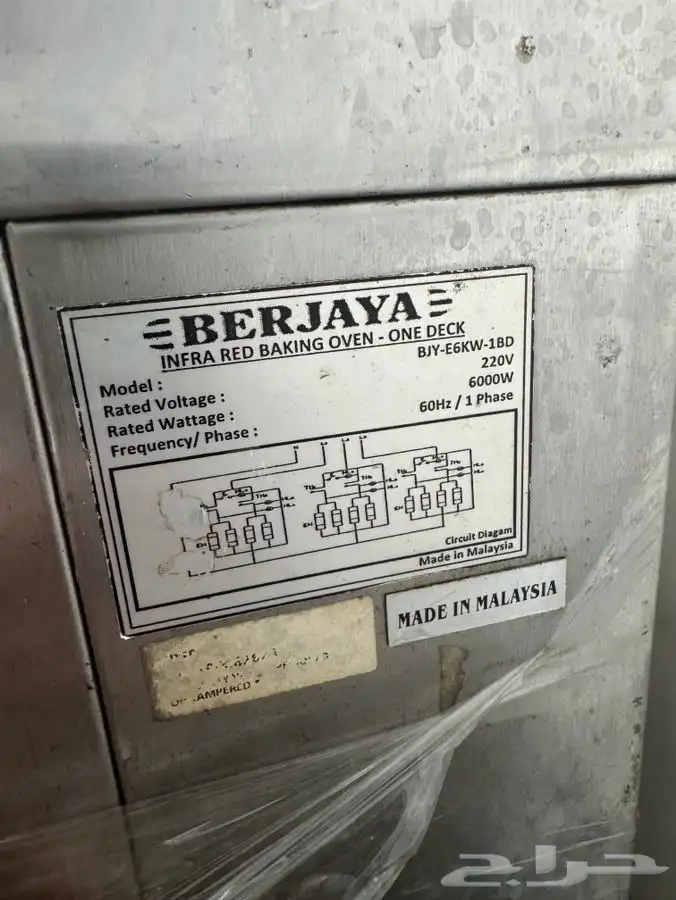 BERJAYA
INFRA RED BAKING OVEN - ONE DECK
Model : BJY-E6KW-1BD
Rated Voltage : 220V
Rated Wattage : 6000W
Frequency/ Phase : 60Hz / 1 Phase
Circuit Diagam
Made in Malaysia
MADE IN MALAYSIA
AMPERED
حراج